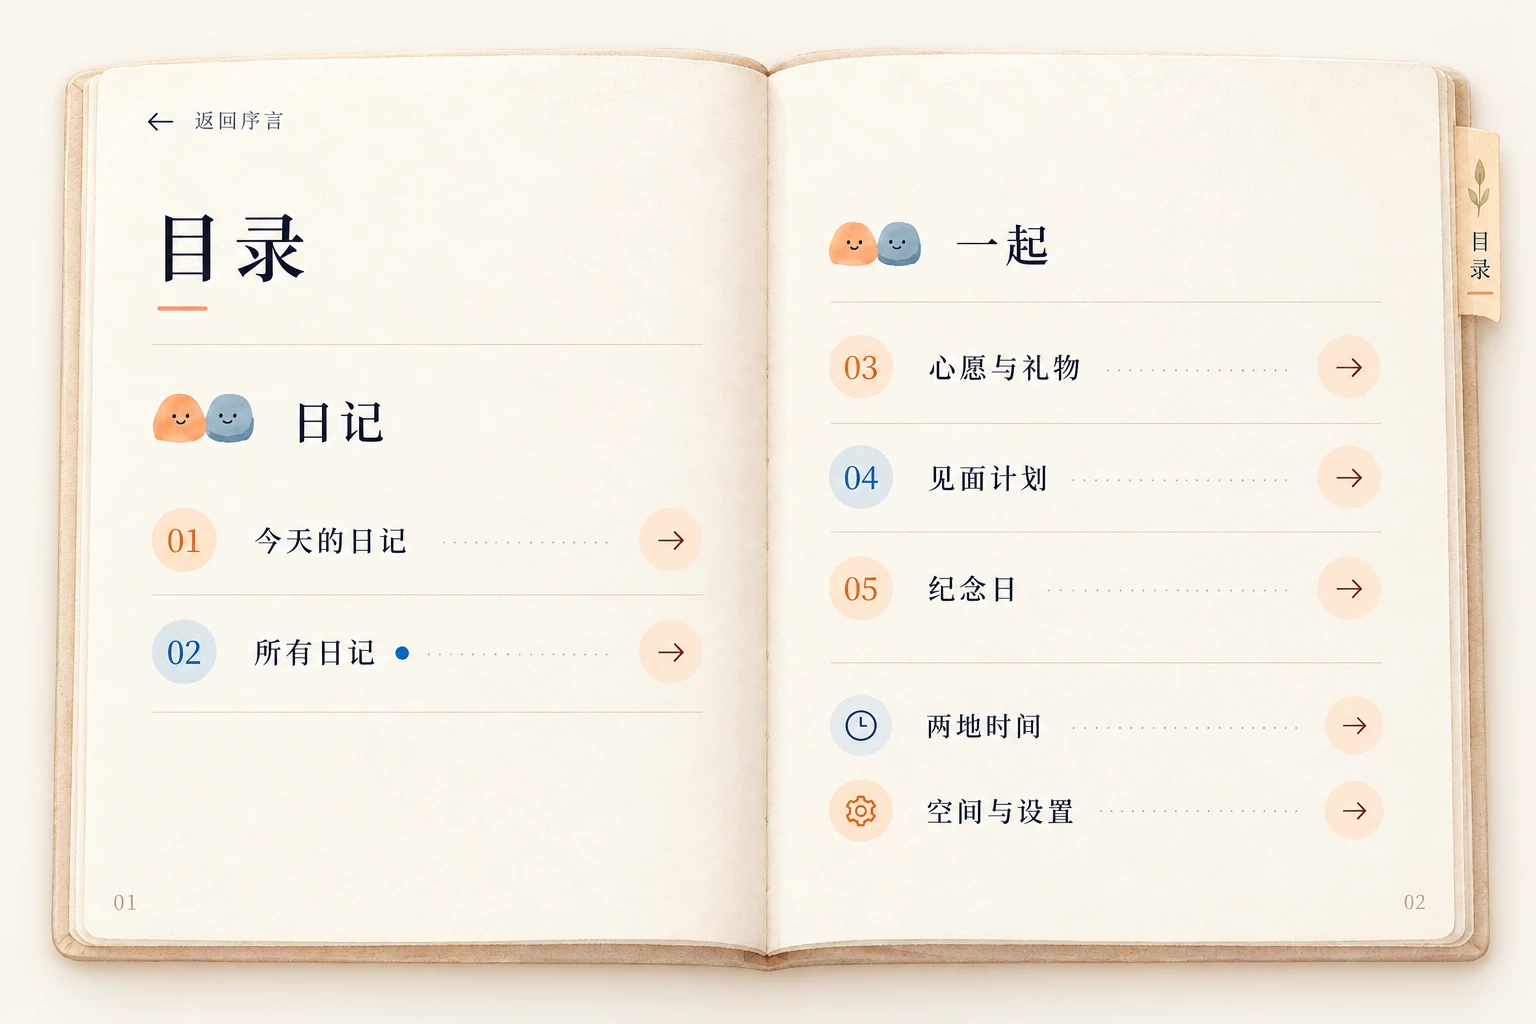 返回序言
目录
日记
01 今天的日记
02 所有日记
01
一起
03 心愿与礼物
04 见面计划
05 纪念日
两地时间
空间与设置
02
目录